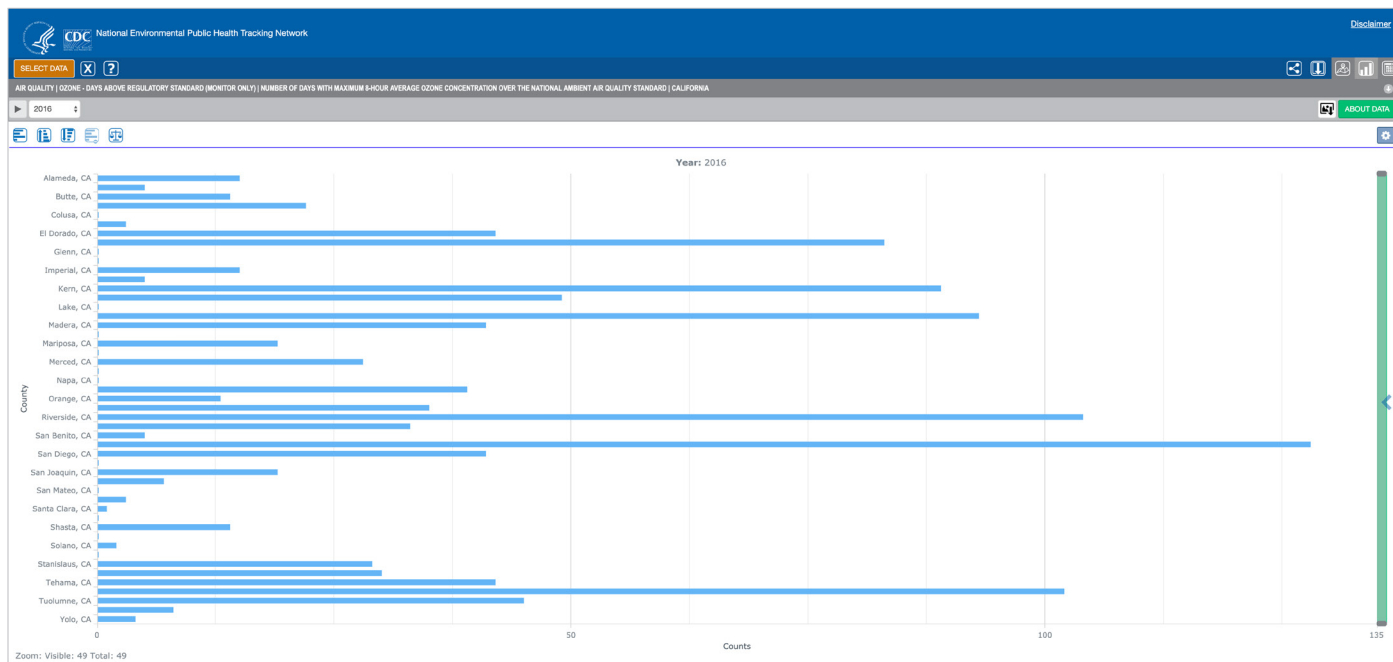 Disclaimer
CDC
National Environmental Public Health Tracking Network
SELECT DATA X ?
AIR QUALITY | OZONE - DAYS ABOVE REGULATORY STANDARD (MONITOR ONLY) | NUMBER OF DAYS WITH MAXIMUM 8-HOUR AVERAGE OZONE CONCENTRATION OVER THE NATIONAL AMBIENT AIR QUALITY STANDARD | CALIFORNIA
2016
ABOUT DATA
Year: 2016
Alameda, CA
Butte, CA
Colusa, CA
El Dorado, CA
Glenn, CA
Imperial, CA
Kern, CA
Lake, CA
Madera, CA
Mariposa, CA
Merced, CA
Napa, CA
County
Orange, CA
Riverside, CA
San Benito, CA
San Diego, CA
San Joaquin, CA
San Mateo, CA
Santa Clara, CA
Shasta, CA
Solano, CA
Stanislaus, CA
Tehama, CA
Tuolumne, CA
Yolo, CA
0 50 100 135
Counts
Zoom: Visible: 49 Total: 49